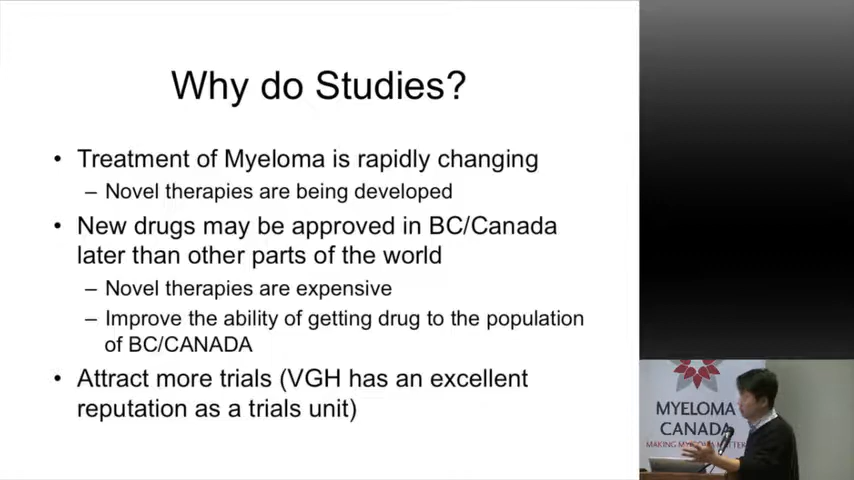 Why do Studies?
• Treatment of Myeloma is rapidly changing
– Novel therapies are being developed
• New drugs may be approved in BC/Canada
later than other parts of the world
– Novel therapies are expensive
– Improve the ability of getting drug to the population
of BC/CANADA
• Attract more trials (VGH has an excellent
reputation as a trials unit)
MYELOMA
CANADA
MAKING MYELOMA MATTER